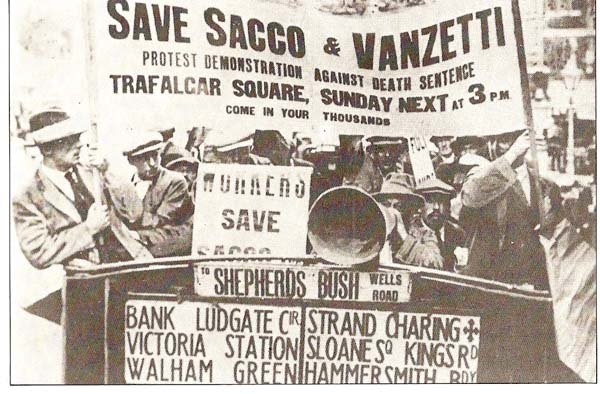 SAVE SACCO & VANZETTI
PROTEST DEMONSTRATION AGAINST DEATH SENTENCE
TRAFALGAR SQUARE, SUNDAY NEXT AT 3 P.M.
COME IN YOUR THOUSANDS
WORKERS
SAVE
SACCO
TO SHEPHERDS BUSH WELLS ROAD
BANK LUDGATE CIR.
VICTORIA STATION
WALHAM GREEN
STRAND CHARING
SLOANE SQ KINGS RD
HAMMERSMITH BDY